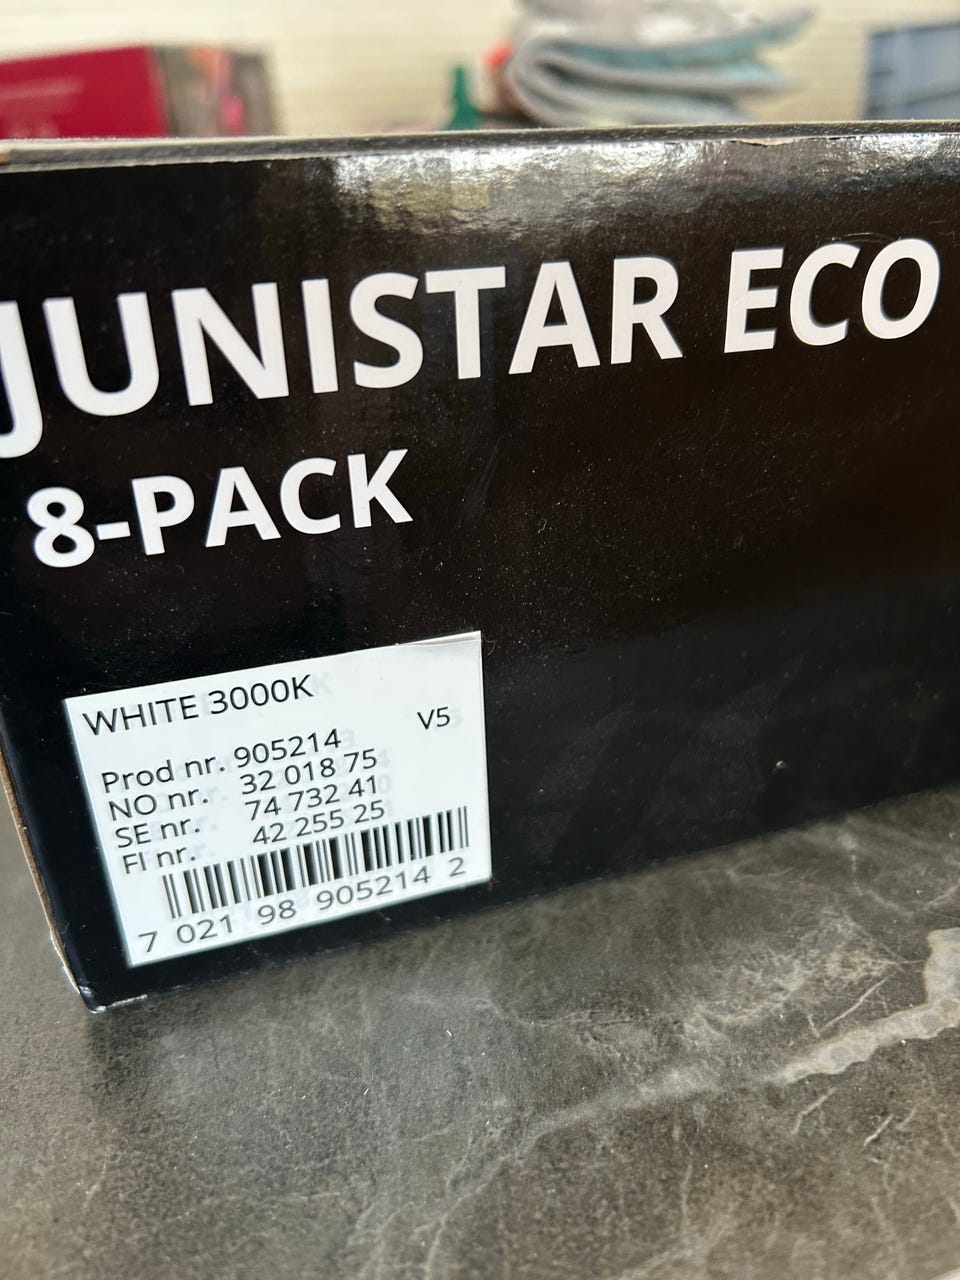 JUNISTAR ECO
8-PACK
WHITE 3000K
V5
Prod nr. 905214
NO nr. 32 018 75
SE nr. 74 732 41
FI nr. 42 255 25
7 021 98 905214 2